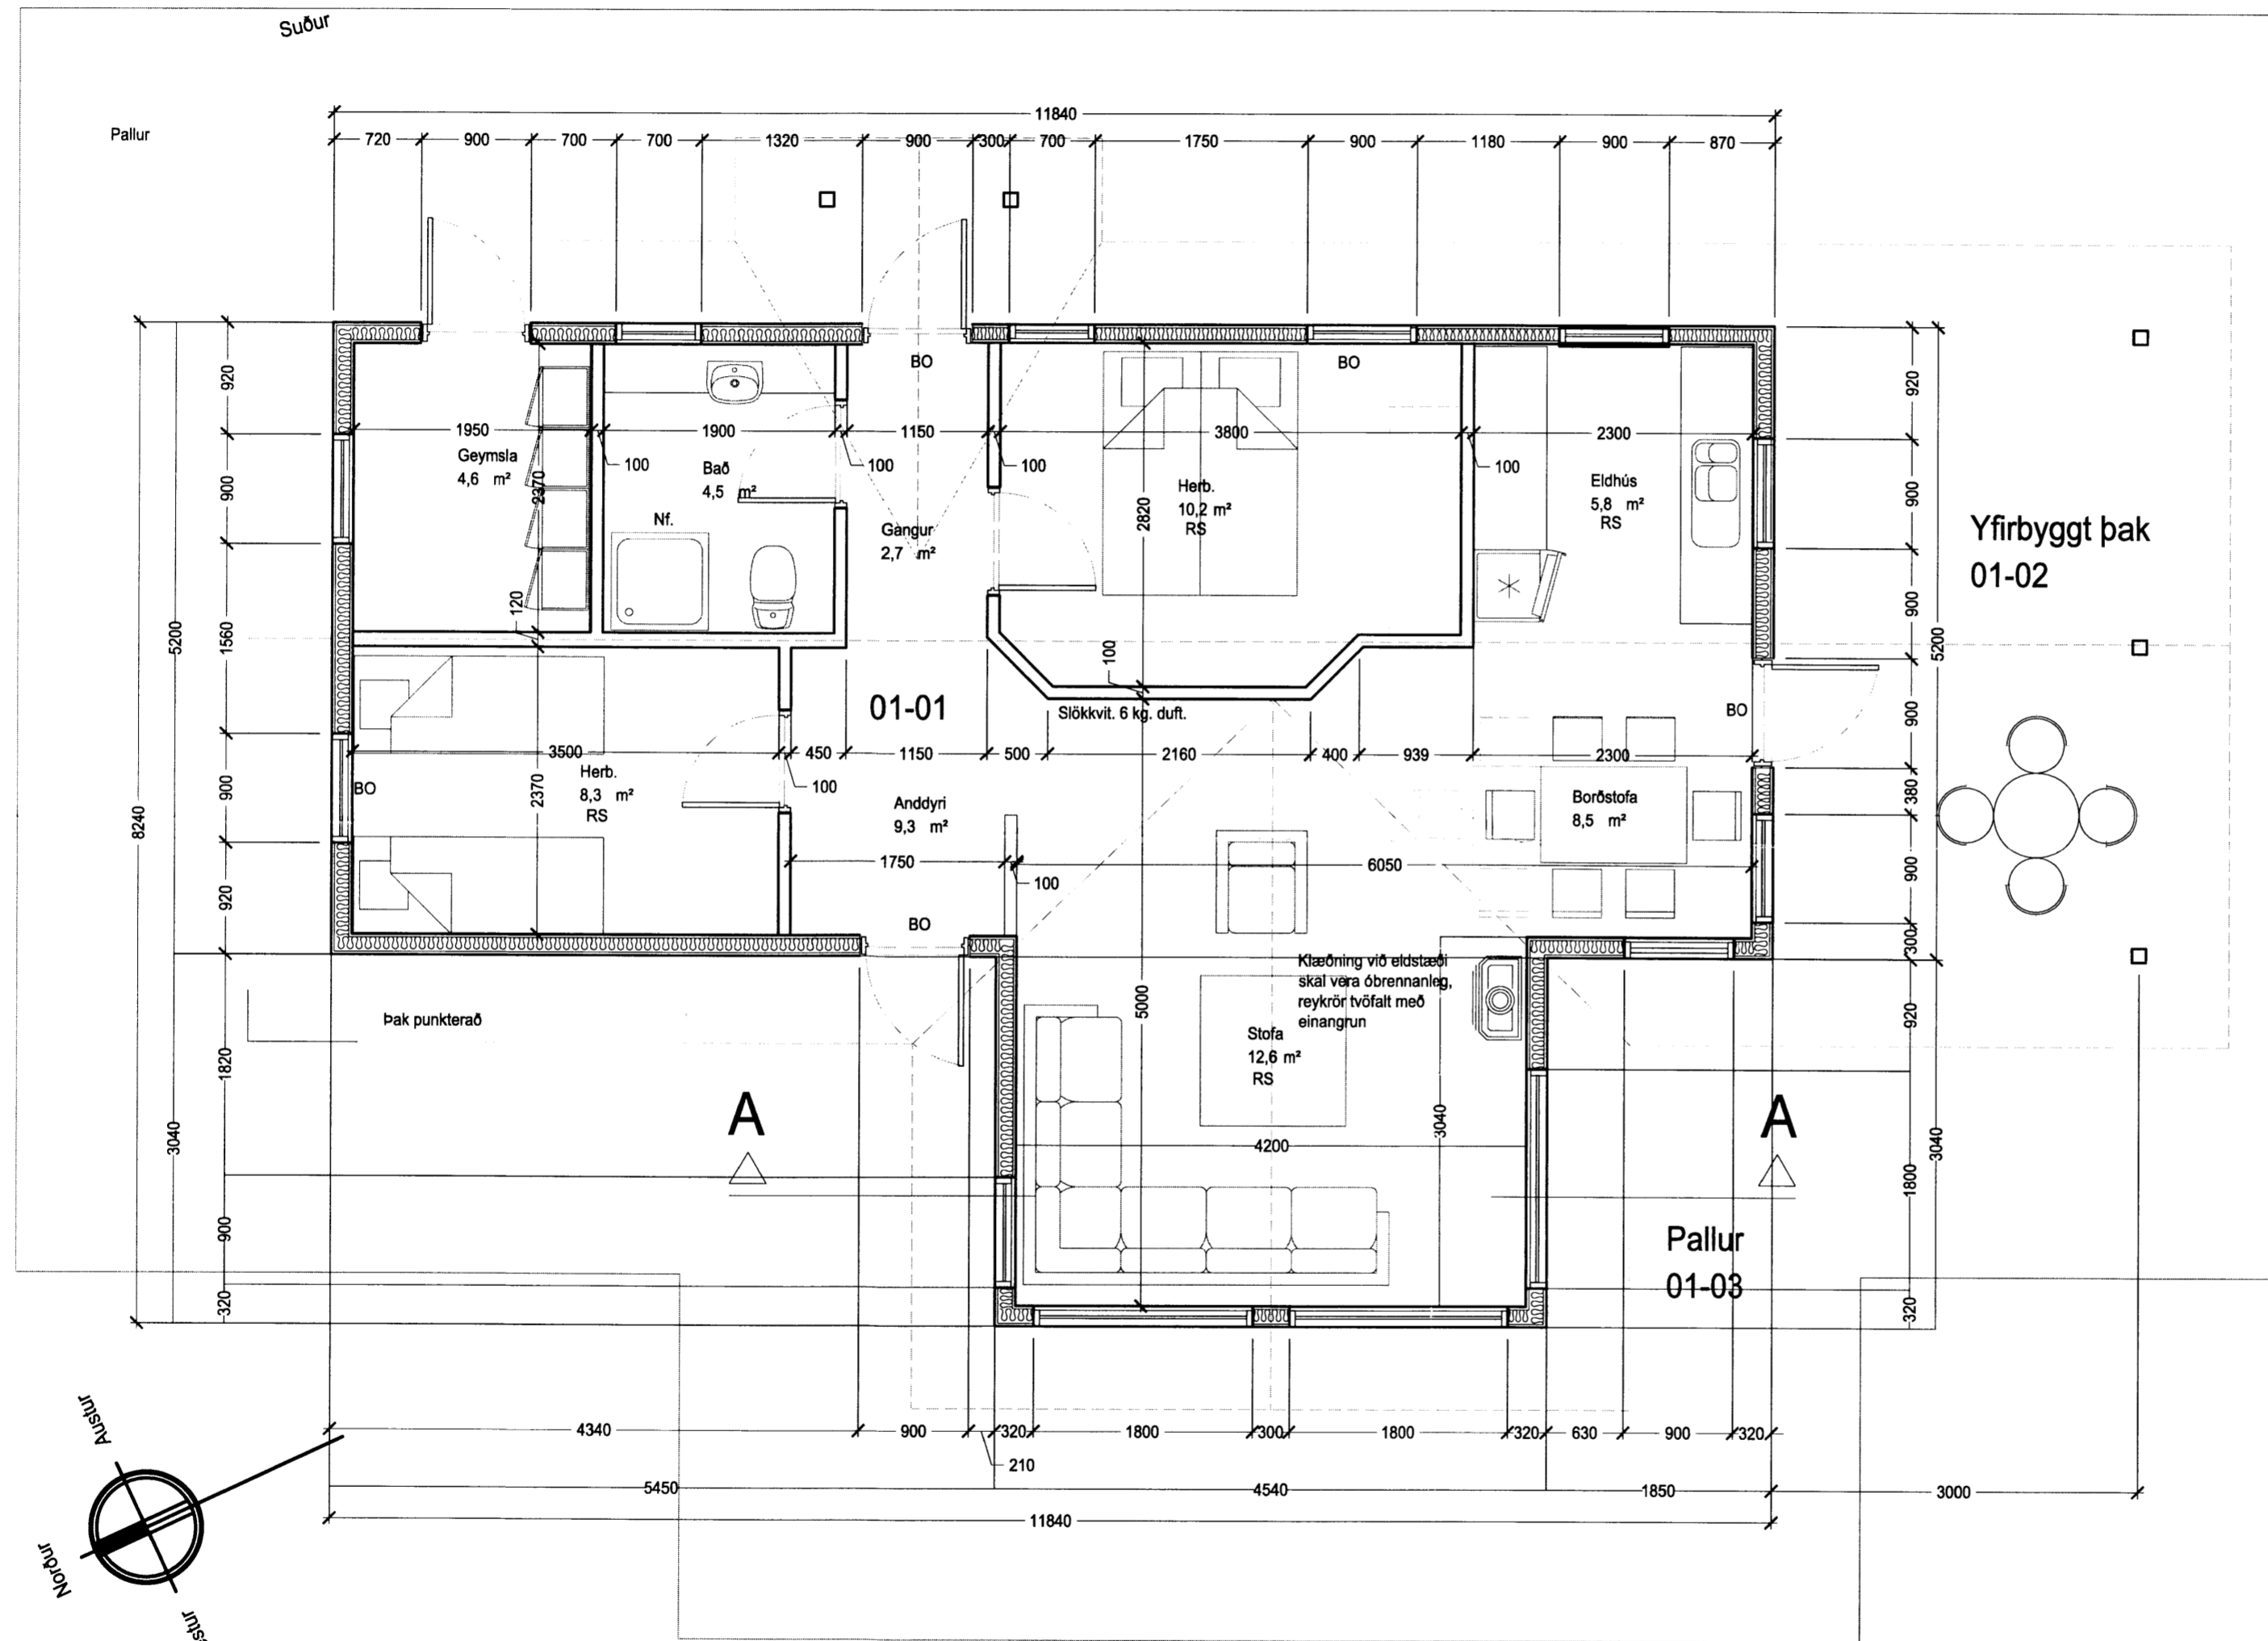 Suður
Pallur
11840
720 900 700 700 1320 900 300 700 1750 900 1180 900 870
BO
BO
1950 1900 1150 3800 2300
100 100 100 100
Geymsla
4,6 m²
2370
120
Bað
4,5 m²
Nf.
Gangur
2,7 m²
Herb.
10,2 m²
RS
2820
100
Eldhús
5,8 m²
RS
Yfirbyggt þak
01-02
8240
5200
3040
920
900
1560
900
920
1820
900
320
01-01
Slökkvit. 6 kg. duft.
BO
3500 450 1150 500 2160 400 939 2300
100
Herb.
8,3 m²
RS
BO
2370
Anddyri
9,3 m²
1750
100
6050
BO
Borðstofa
8,5 m²
920
900
900
900
380
900
300
920
1800
320
5200
3040
Klæðning við eldstæði
skal vera óbrennanleg,
reykrör tvöfalt með
einangrun
Þak punkterað
5000
Stofa
12,6 m²
RS
4200
3040
A
A
Pallur
01-03
4340 900 320 1800 300 1800 320 630 900 320
210
5450 4540 1850 3000
11840
Austur
Norður